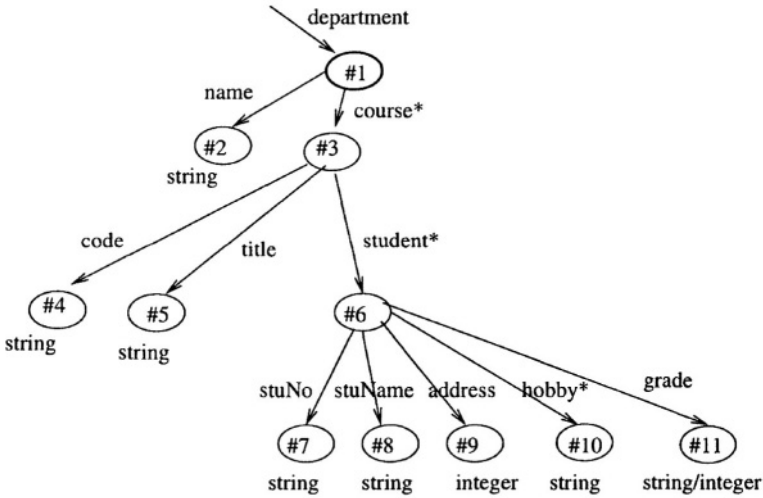 department
#1
name
course*
#2
#3
string
code
title
student*
#4
#5
#6
string
string
stuNo stuName address hobby* grade
#7 #8 #9 #10 #11
string string integer string string/integer